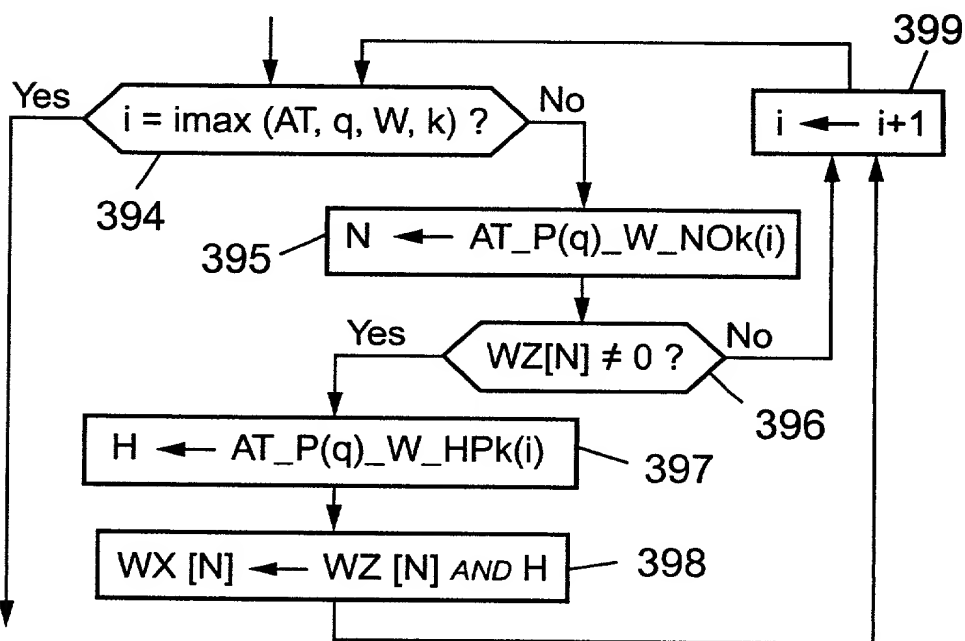 399
Yes
i = imax (AT, q, W, k) ?
No
i ← i+1
394
395
N ← AT_P(q)_W_NOk(i)
Yes
WZ[N] ≠ 0 ?
No
396
H ← AT_P(q)_W_HPk(i)
397
WX [N] ← WZ [N] AND H
398